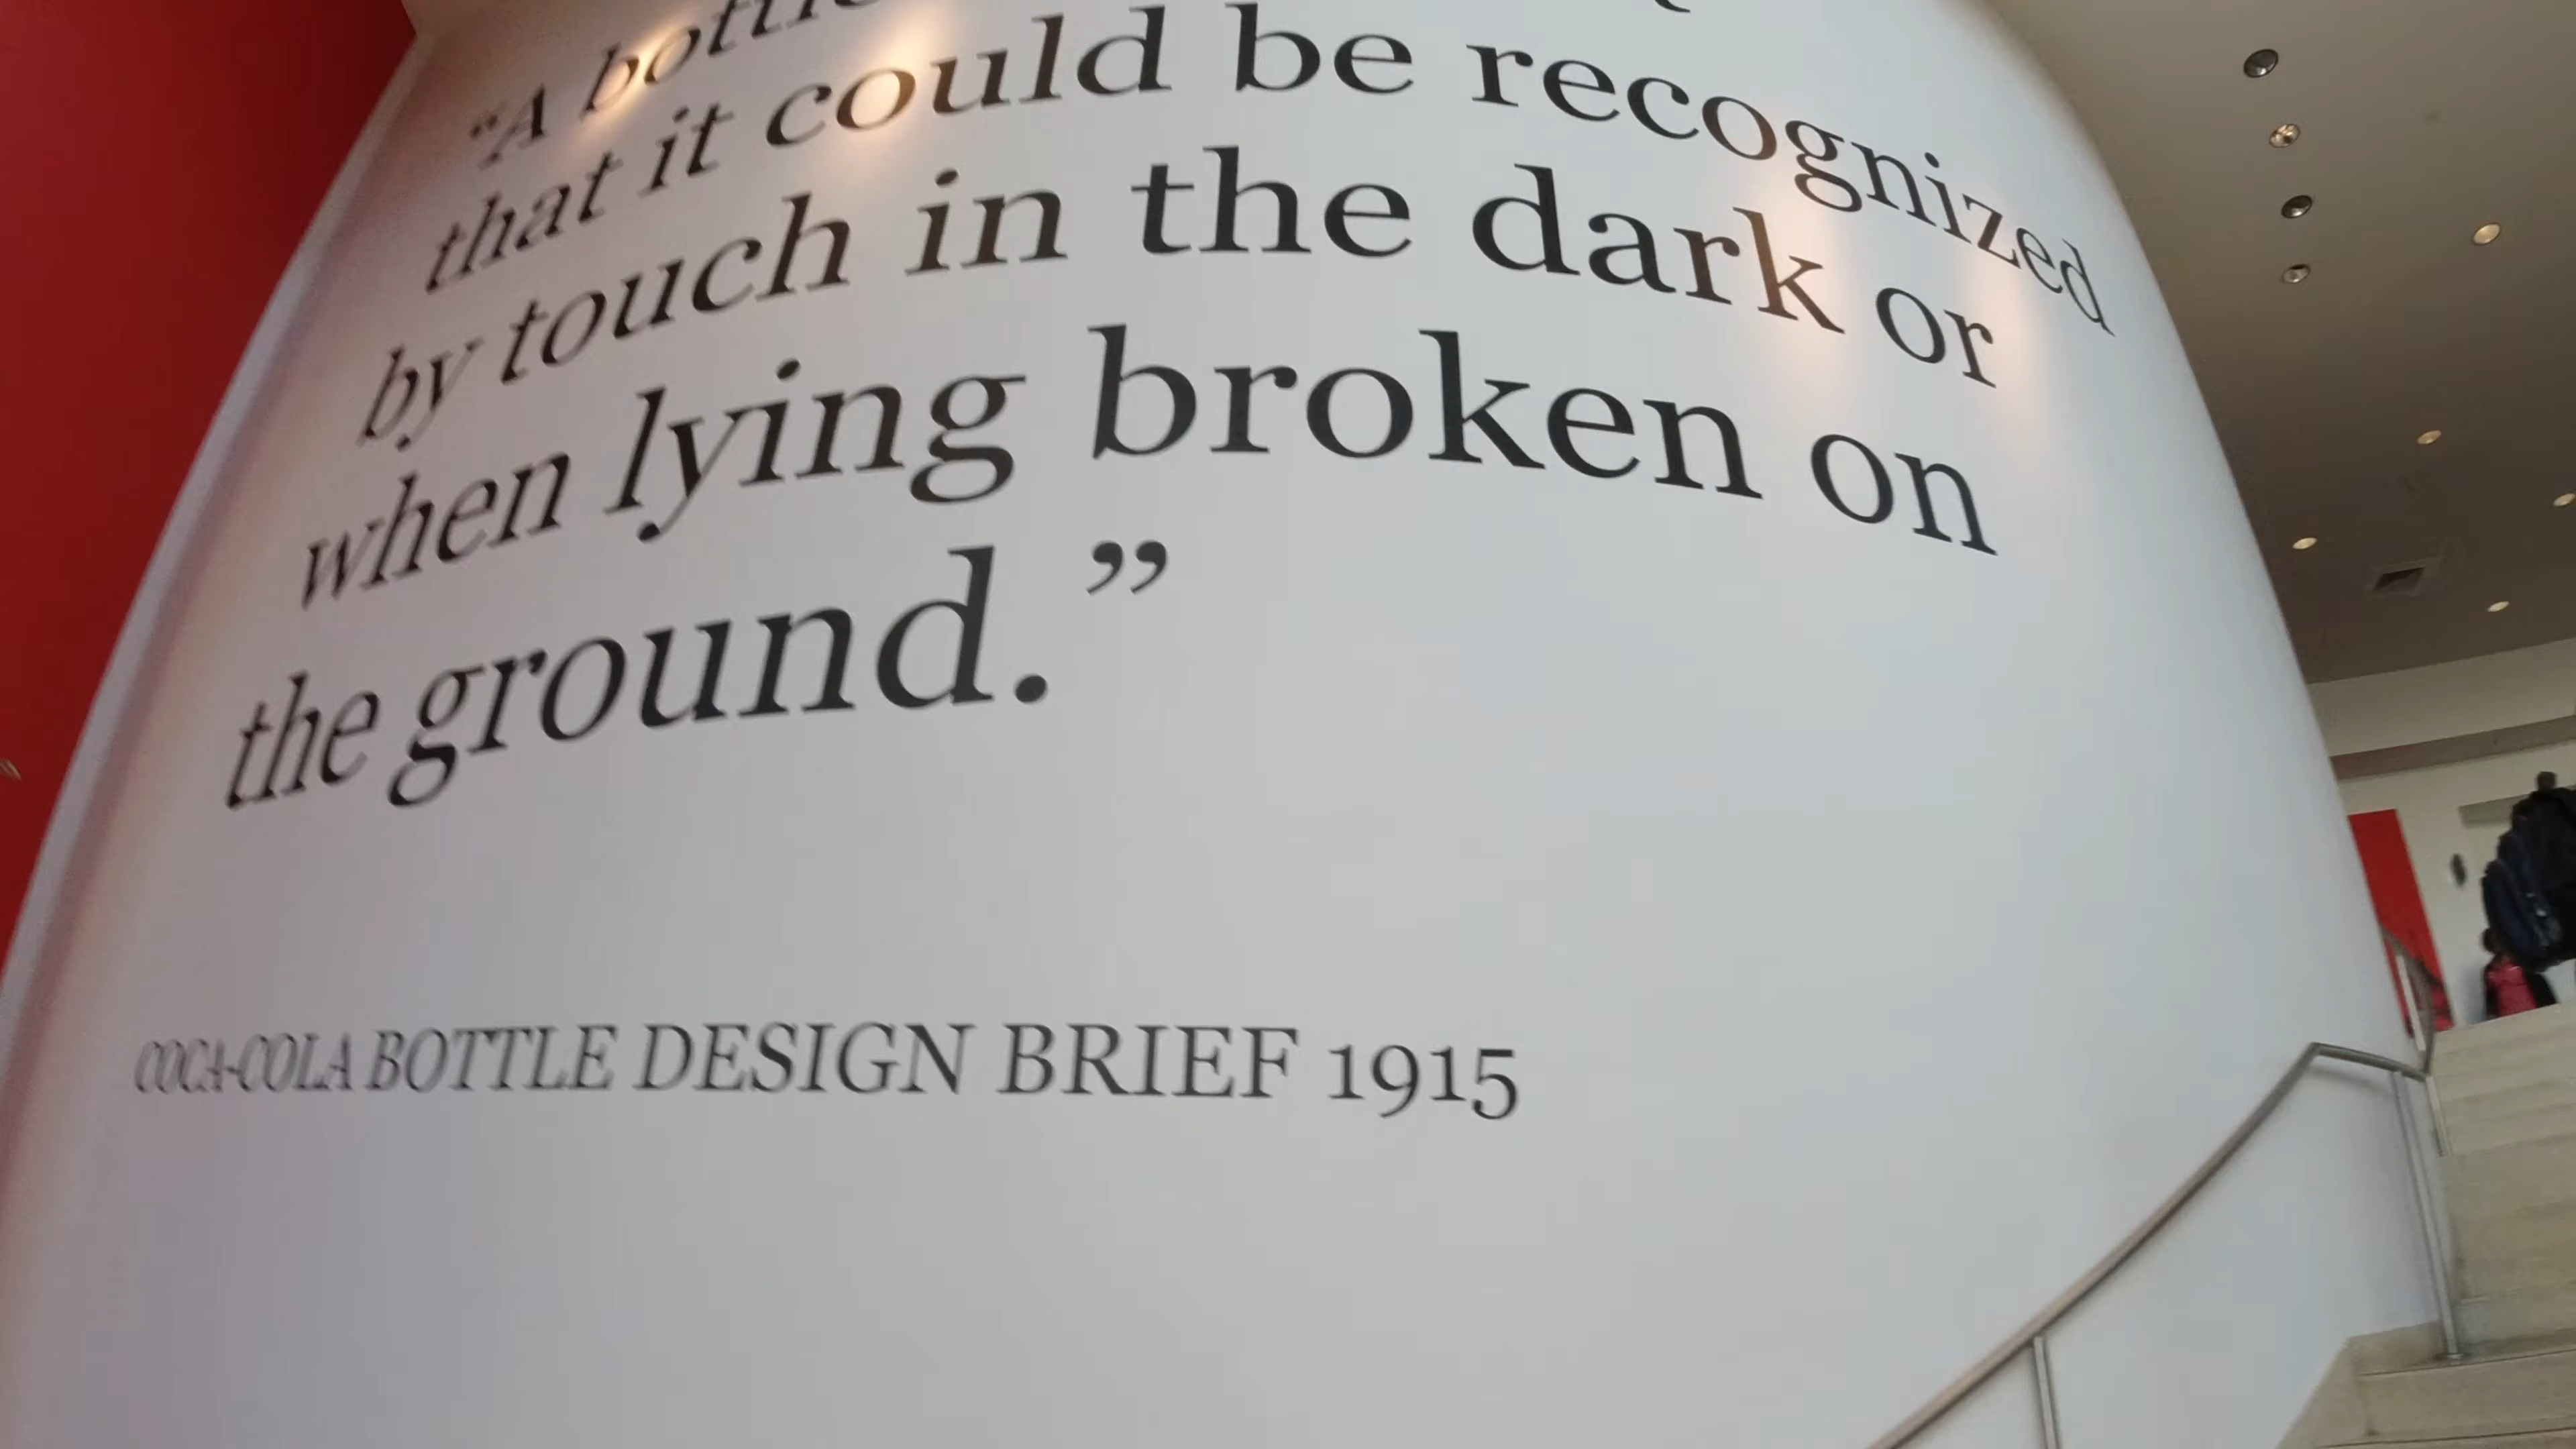 “A
that it could be recognized
by touch in the dark or
when lying broken on
the ground.”
COCA-COLA BOTTLE DESIGN BRIEF 1915